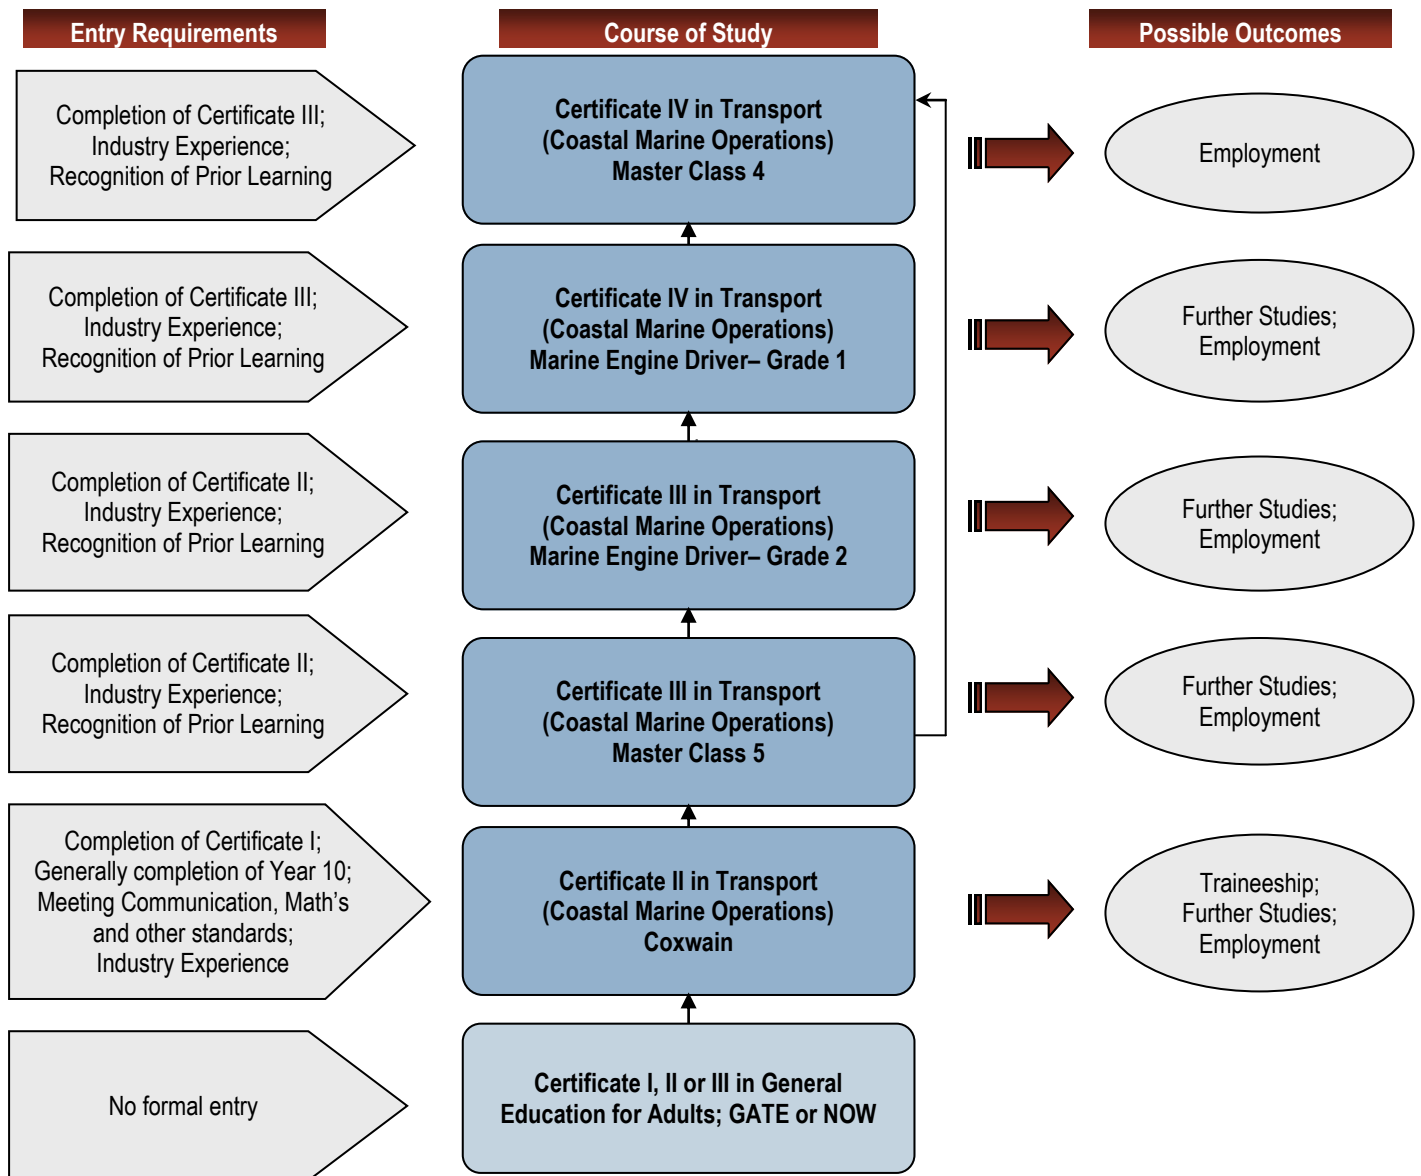 Entry Requirements
Course of Study
Possible Outcomes
Completion of Certificate III;
Industry Experience;
Recognition of Prior Learning
Certificate IV in Transport
(Coastal Marine Operations)
Master Class 4
Employment
Completion of Certificate III;
Industry Experience;
Recognition of Prior Learning
Certificate IV in Transport
(Coastal Marine Operations)
Marine Engine Driver– Grade 1
Further Studies;
Employment
Completion of Certificate II;
Industry Experience;
Recognition of Prior Learning
Certificate III in Transport
(Coastal Marine Operations)
Marine Engine Driver– Grade 2
Further Studies;
Employment
Completion of Certificate II;
Industry Experience;
Recognition of Prior Learning
Certificate III in Transport
(Coastal Marine Operations)
Master Class 5
Further Studies;
Employment
Completion of Certificate I;
Generally completion of Year 10;
Meeting Communication, Math’s
and other standards;
Industry Experience
Certificate II in Transport
(Coastal Marine Operations)
Coxwain
Traineeship;
Further Studies;
Employment
No formal entry
Certificate I, II or III in General
Education for Adults; GATE or NOW